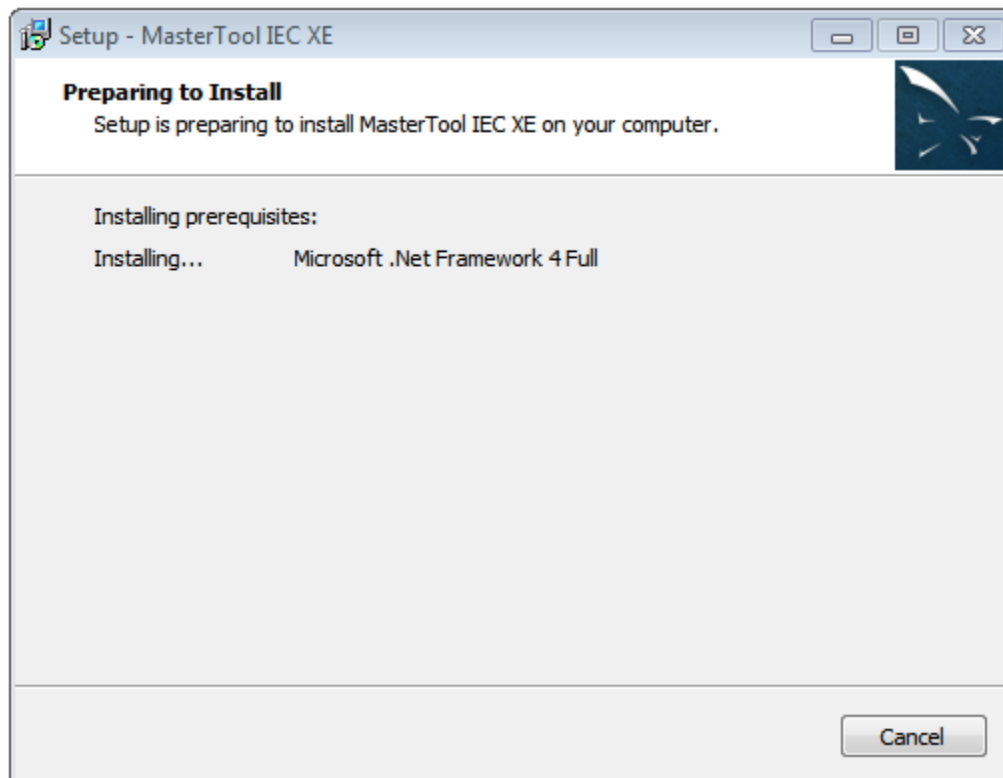 Setup - MasterTool IEC XE
Preparing to Install
Setup is preparing to install MasterTool IEC XE on your computer.
Installing prerequisites:
Installing... Microsoft .Net Framework 4 Full
Cancel